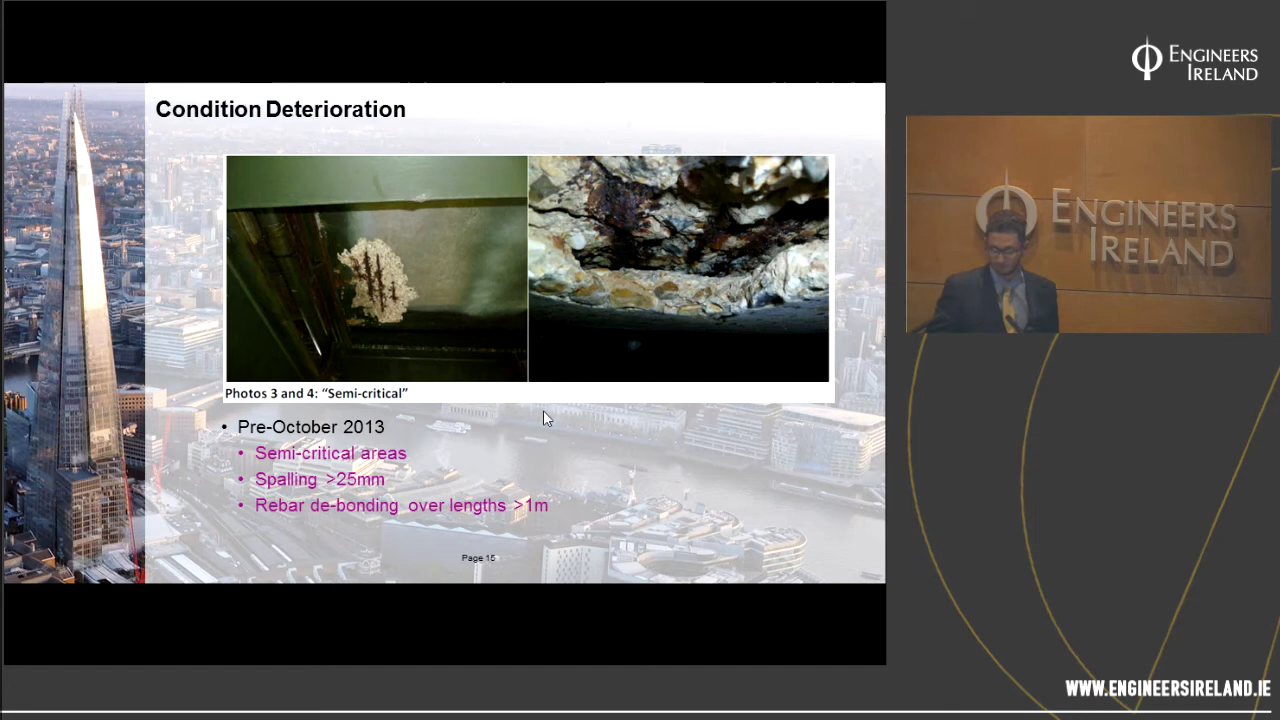 Condition Deterioration
Photos 3 and 4: “Semi-critical”
• Pre-October 2013
• Semi-critical areas
• Spalling >25mm
• Rebar de-bonding over lengths >1m
Page 15
ENGINEERS
IRELAND
ENGINEERS
IRELAND
WWW.ENGINEERSIRELAND.IE